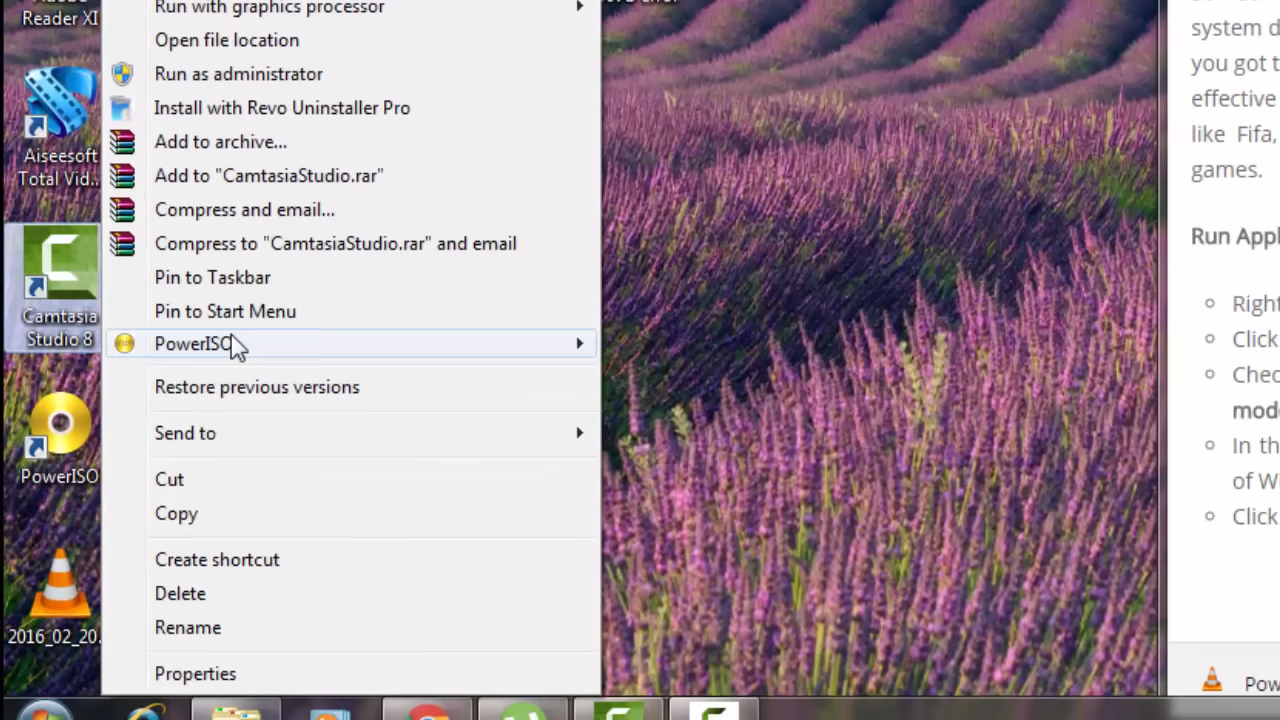 Reader XI
Aiseesoft
Total Vid...
Camtasia
Studio 8
PowerISO
2016_02_20.
Run with graphics processor
Open file location
Run as administrator
Install with Revo Uninstaller Pro
Add to archive...
Add to "CamtasiaStudio.rar"
Compress and email...
Compress to "CamtasiaStudio.rar" and email
Pin to Taskbar
Pin to Start Menu
PowerISO
Restore previous versions
Send to
Cut
Copy
Create shortcut
Delete
Rename
Properties
system d
you got t
effective
like Fifa,
games.
Run Appl
Right
Click
Chec
mode
In th
of Wi
Click
Pow